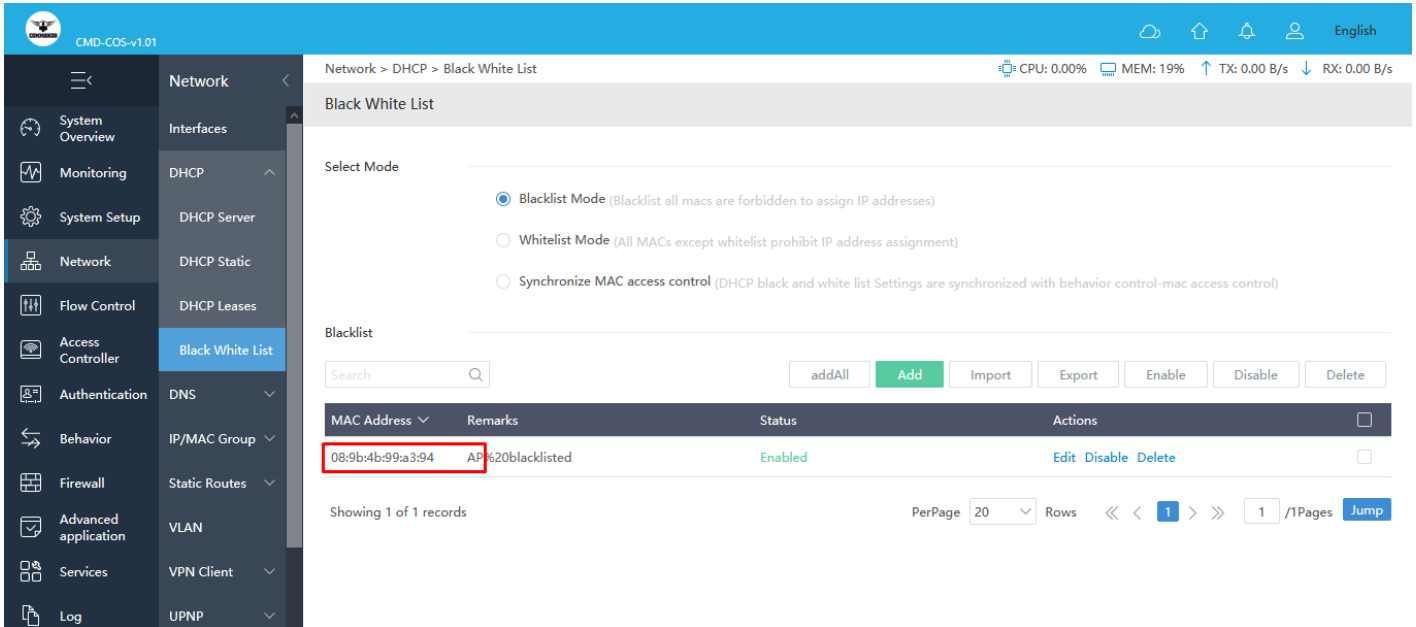 COMMANDO
CMD-COS-v1.01
English
Network
Network > DHCP > Black White List
CPU: 0.00%
MEM: 19%
TX: 0.00 B/s
RX: 0.00 B/s
System
Overview
Monitoring
System Setup
Network
Flow Control
Access
Controller
Authentication
Behavior
Firewall
Advanced
application
Services
Log
Interfaces
DHCP
DHCP Server
DHCP Static
DHCP Leases
Black White List
DNS
IP/MAC Group
Static Routes
VLAN
VPN Client
UPNP
Black White List
Select Mode
Blacklist Mode (Blacklist all macs are forbidden to assign IP addresses)
Whitelist Mode (All MACs except whitelist prohibit IP address assignment)
Synchronize MAC access control (DHCP black and white list Settings are synchronized with behavior control-mac access control)
Blacklist
Search
addAll
Add
Import
Export
Enable
Disable
Delete
MAC Address Remarks Status Actions
08:9b:4b:99:a3:94 AP%20blacklisted Enabled Edit Disable Delete
Showing 1 of 1 records
PerPage 20 Rows
1
1 /1Pages Jump